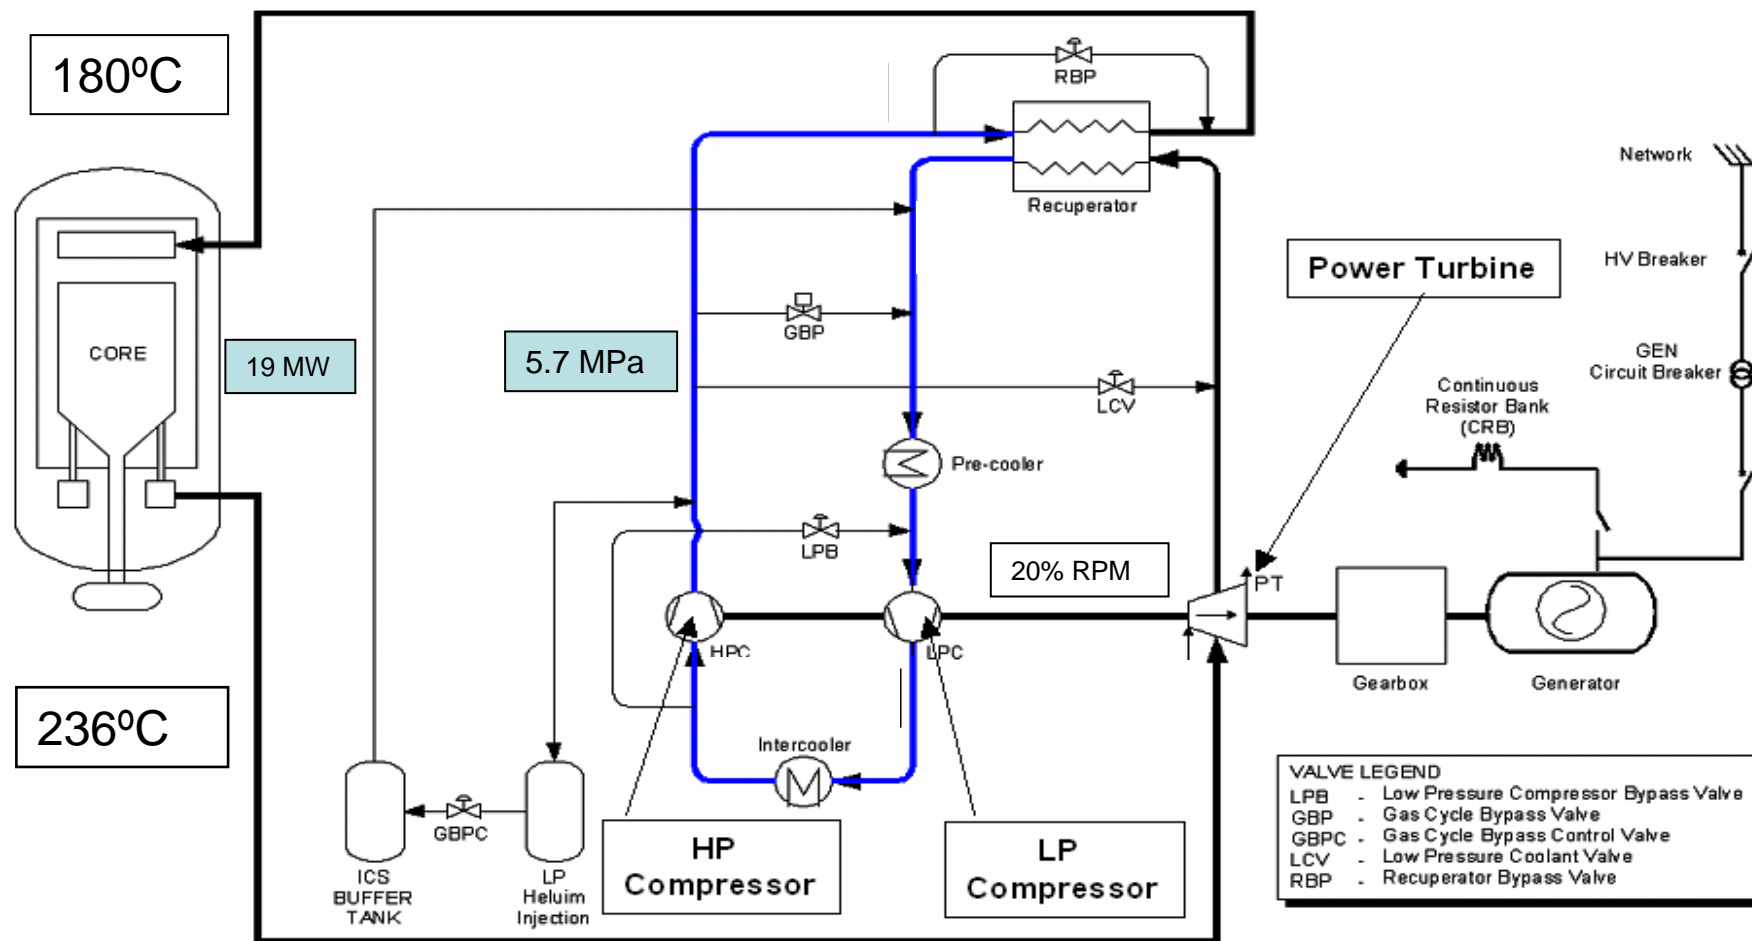 180ºC
RBP
Network
Recuperator
Power Turbine
HV Breaker
GBP
CORE
19 MW
5.7 MPa
GEN
Circuit Breaker
LCV
Continuous
Resistor Bank
(CRB)
Pre-cooler
LPB
20% RPM
PT
HPC
LPC
Gearbox
Generator
236ºC
Intercooler
GBPC
ICS
BUFFER
TANK
LP
Heluim
Injection
HP
Compressor
LP
Compressor
VALVE LEGEND
LPB - Low Pressure Compressor Bypass Valve
GBP - Gas Cycle Bypass Valve
GBPC - Gas Cycle Bypass Control Valve
LCV - Low Pressure Coolant Valve
RBP - Recuperator Bypass Valve